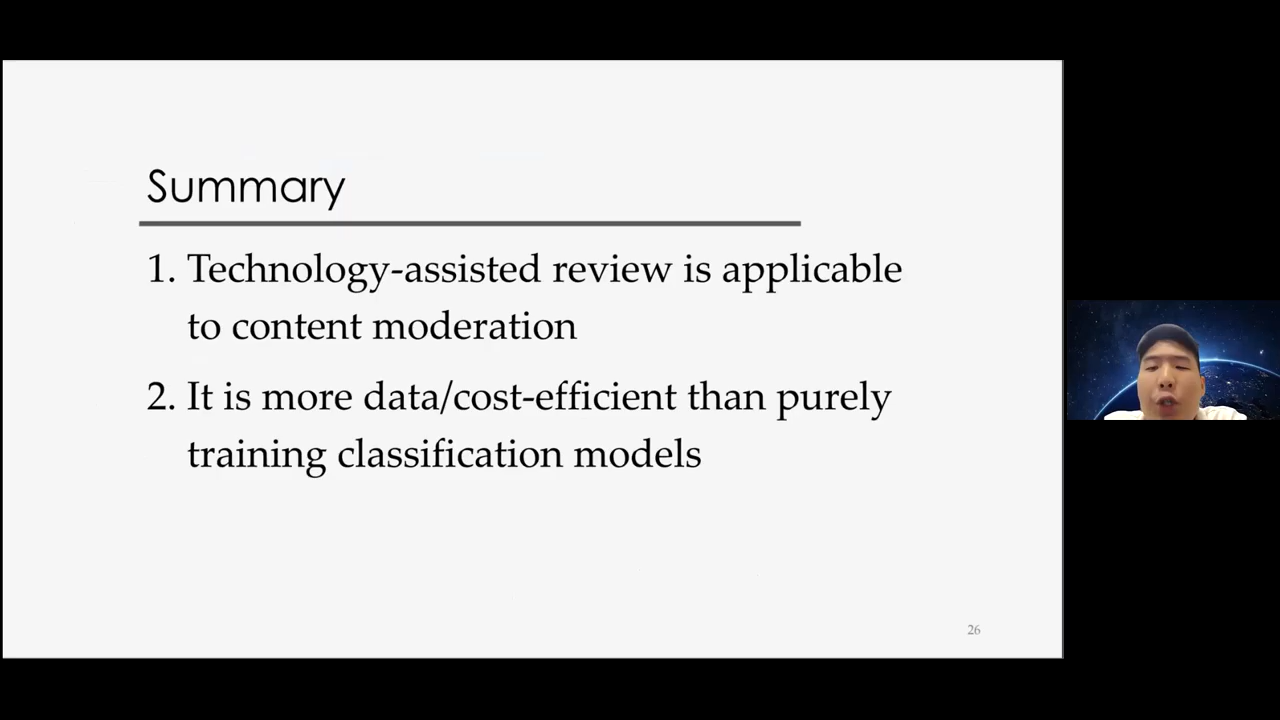 Summary
1. Technology-assisted review is applicable
to content moderation
2. It is more data/cost-efficient than purely
training classification models
26